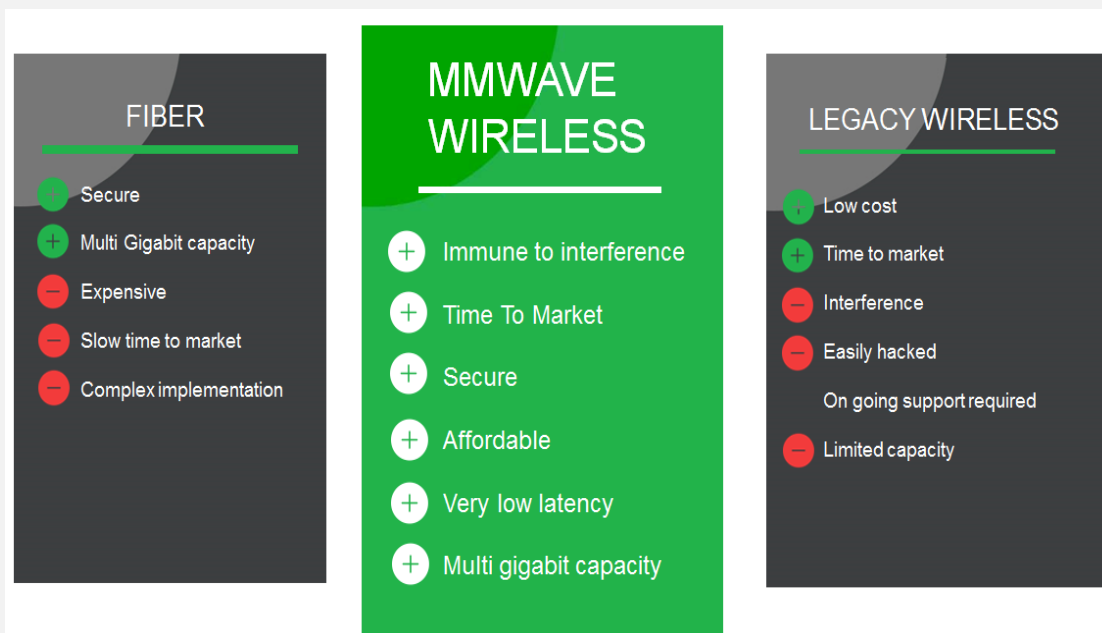 FIBER
Secure
Multi Gigabit capacity
Expensive
Slow time to market
Complex implementation
MMWAVE
WIRELESS
Immune to interference
Time To Market
Secure
Affordable
Very low latency
Multi gigabit capacity
LEGACY WIRELESS
Low cost
Time to market
Interference
Easily hacked
On going support required
Limited capacity